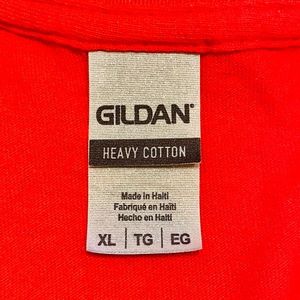 GILDAN®
HEAVY COTTON
Made in Haiti
Fabriqué en Haïti
Hecho en Haiti
XL | TG | EG